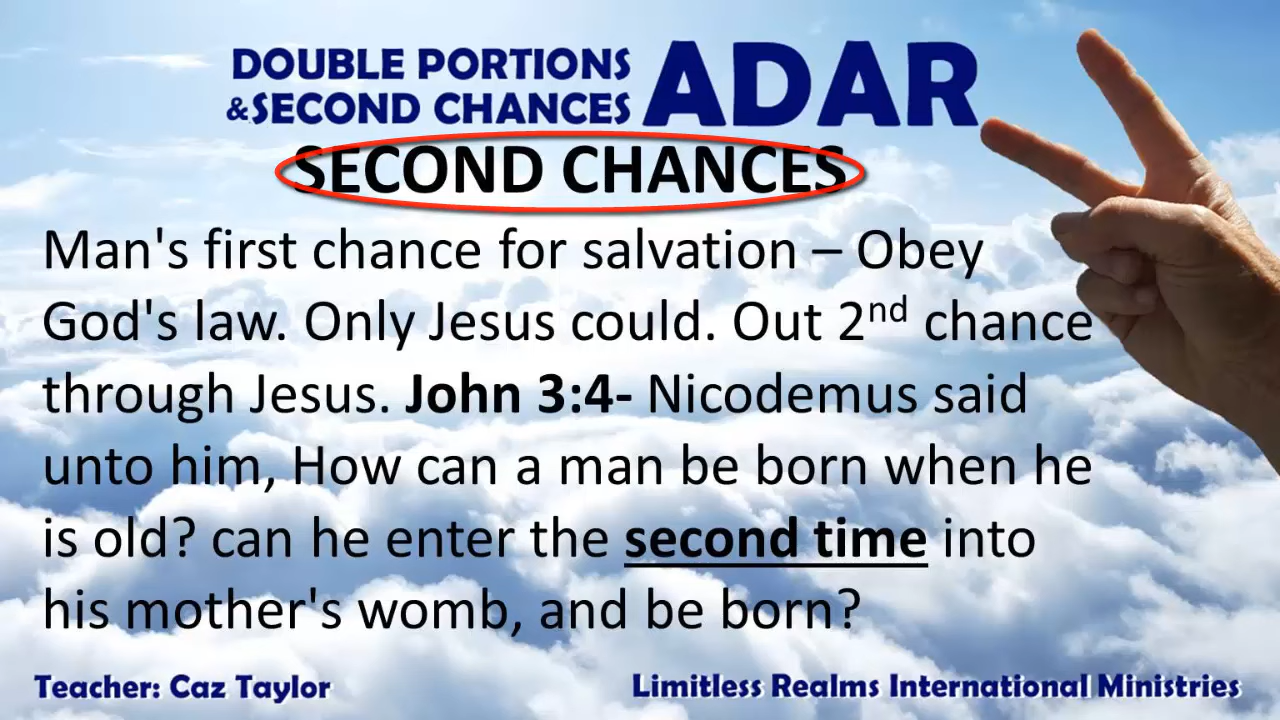 DOUBLE PORTIONS
&SECOND CHANCES
ADAR
SECOND CHANCES
Man's first chance for salvation – Obey
God's law. Only Jesus could. Out 2nd chance
through Jesus. John 3:4- Nicodemus said
unto him, How can a man be born when he
is old? can he enter the second time into
his mother's womb, and be born?
Teacher: Caz Taylor
Limitless Realms International Ministries